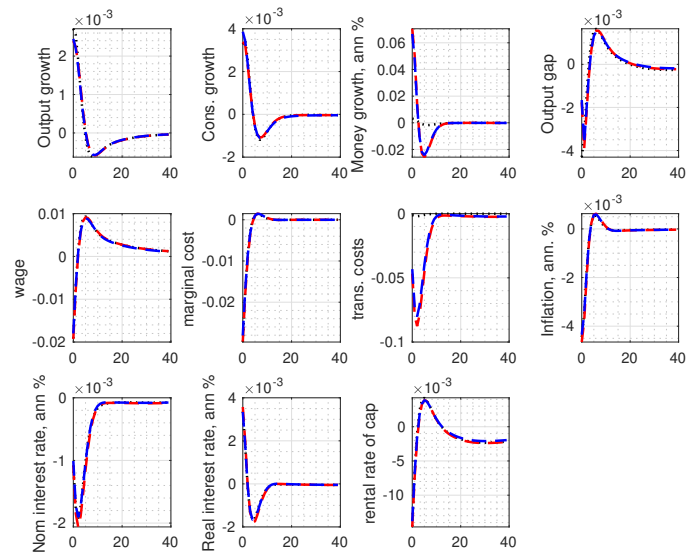 ×10⁻³
2
1
0
0 20 40
Output growth
×10⁻³
4
2
0
-2
0 20 40
Cons. growth
0.06
0.04
0.02
0
-0.02
0 20 40
Money growth, ann %
×10⁻³
0
-2
-4
0 20 40
Output gap
0.01
0
-0.01
-0.02
0 20 40
wage
0
-0.01
-0.02
0 20 40
marginal cost
0
-0.05
-0.1
0 20 40
trans. costs
×10⁻³
0
-2
-4
0 20 40
Inflation, ann. %
×10⁻³
0
-1
-2
0 20 40
Nom interest rate, ann %
×10⁻³
4
2
0
-2
0 20 40
Real interest rate, ann %
×10⁻³
0
-5
-10
0 20 40
rental rate of cap